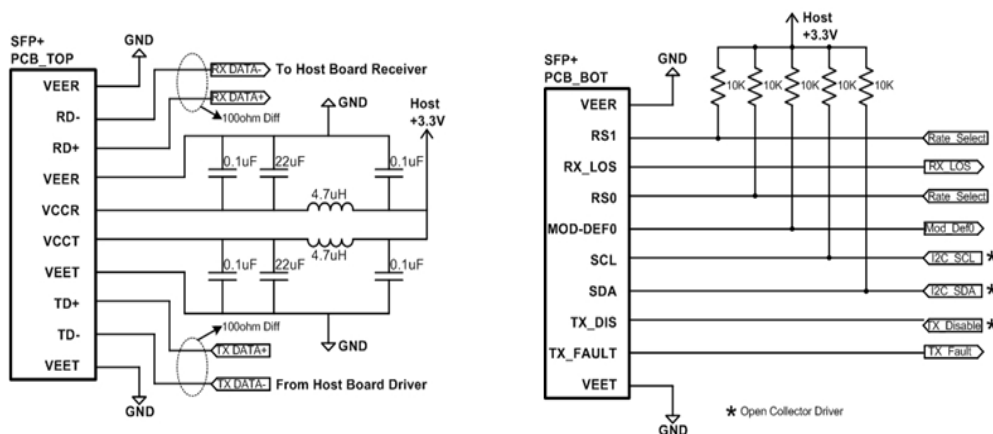 SFP+
PCB_TOP
GND
VEER
RD-
RD+
VEER
VCCR
VCCT
VEET
TD+
TD-
VEET
GND
RX DATA- To Host Board Receiver
RX DATA+
100ohm Diff
GND
Host
+3.3V
0.1uF 22uF 0.1uF
4.7uH
4.7uH
0.1uF 22uF 0.1uF
100ohm Diff
GND
TX DATA+
TX DATA- From Host Board Driver
Host
+3.3V
SFP+
PCB_BOT
GND
10K 10K 10K 10K 10K
VEER
RS1 Rate_Select
RX_LOS RX_LOS
RS0 Rate_Select
MOD-DEF0 Mod_Def0
SCL I2C_SCL *
SDA I2C_SDA *
TX_DIS TX_Disable *
TX_FAULT TX_Fault
VEET
GND
* Open Collector Driver